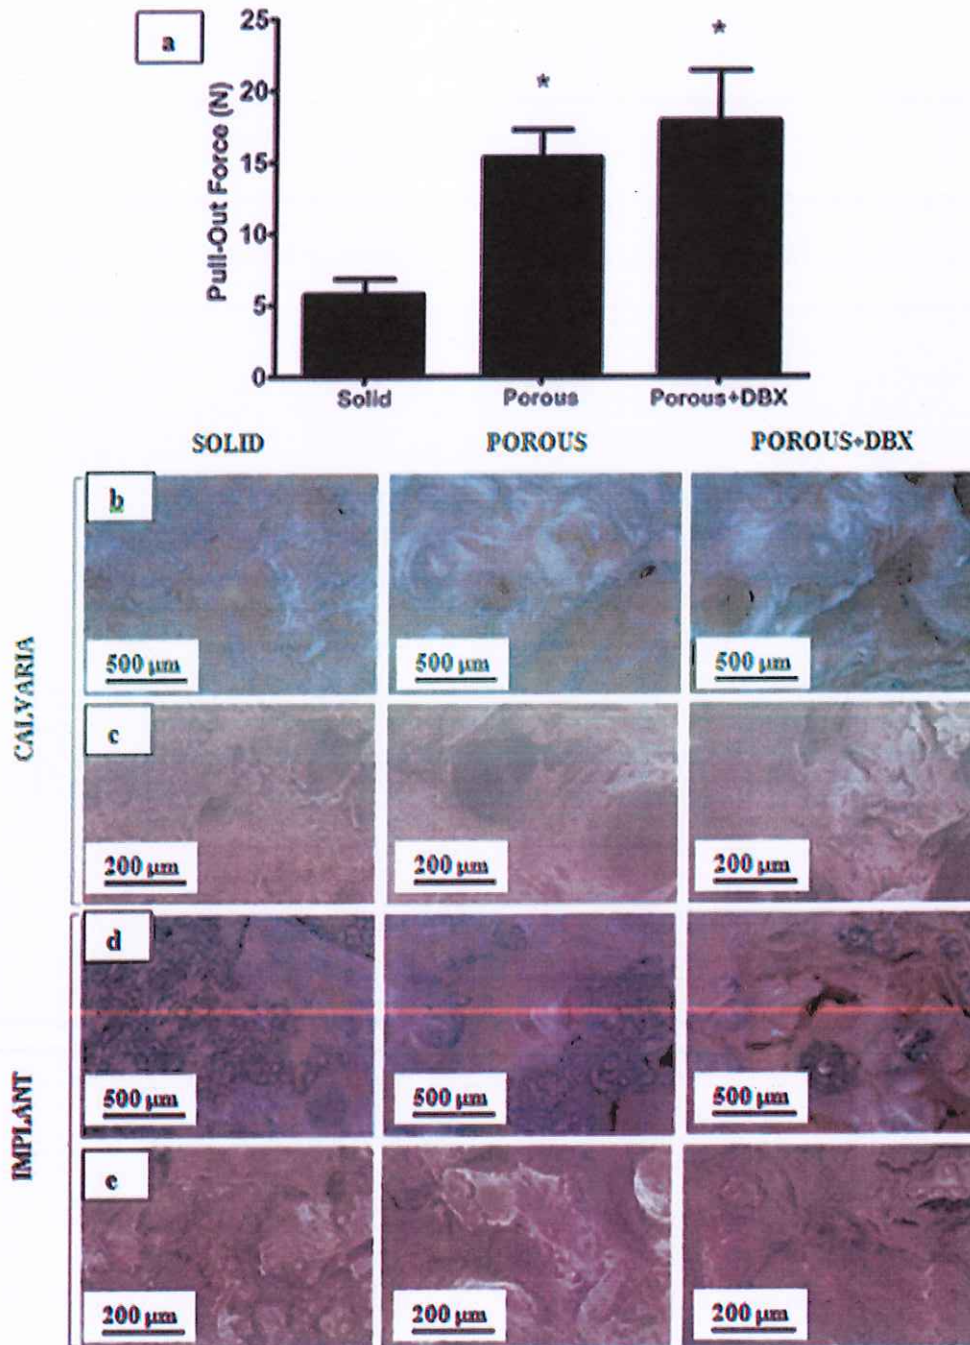 a
Pull-Out Force (N)
25
20
15
10
5
0
*
*
Solid Porous Porous+DBX
SOLID POROUS POROUS+DBX
CALVARIA
b
500 µm 500 µm 500 µm
c
200 µm 200 µm 200 µm
IMPLANT
d
500 µm 500 µm 500 µm
e
200 µm 200 µm 200 µm